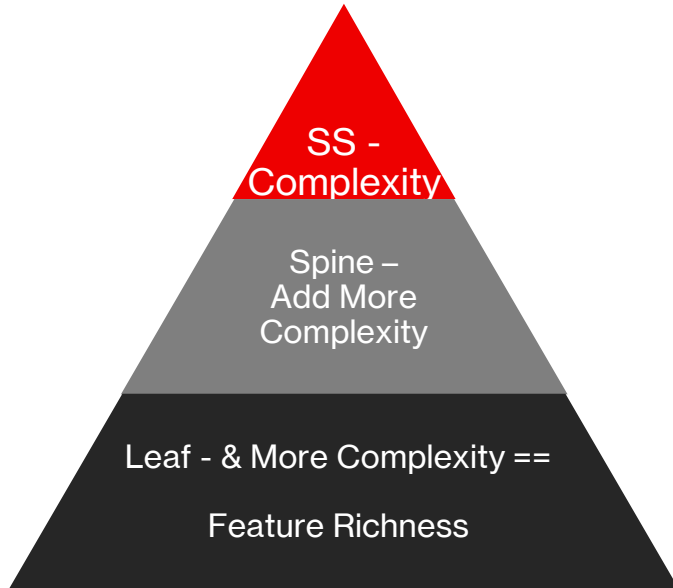 SS -
Complexity
Spine –
Add More
Complexity
Leaf - & More Complexity ==
Feature Richness